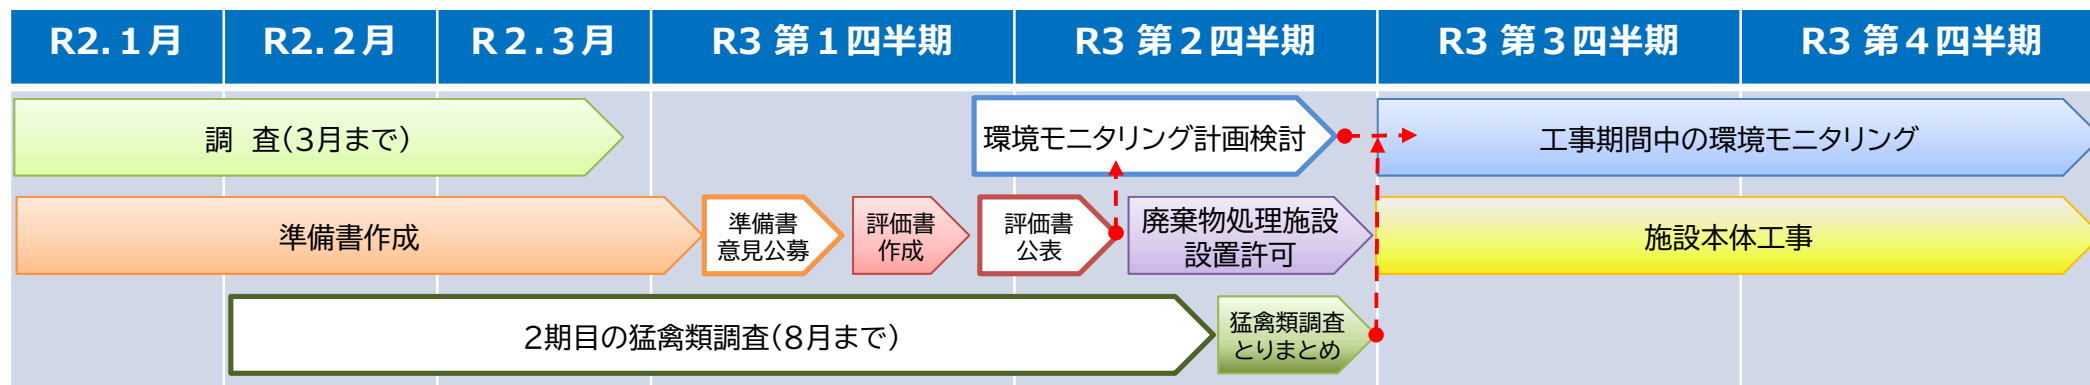 R2.１月
R2.２月
R２.３月
R3 第１四半期
R3 第２四半期
R3 第３四半期
R3 第４四半期
調　査(3月まで)
環境モニタリング計画検討
工事期間中の環境モニタリング
準備書作成
準備書
意見公募
評価書
作成
評価書
公表
廃棄物処理施設
設置許可
施設本体工事
2期目の猛禽類調査(8月まで)
猛禽類調査
とりまとめ